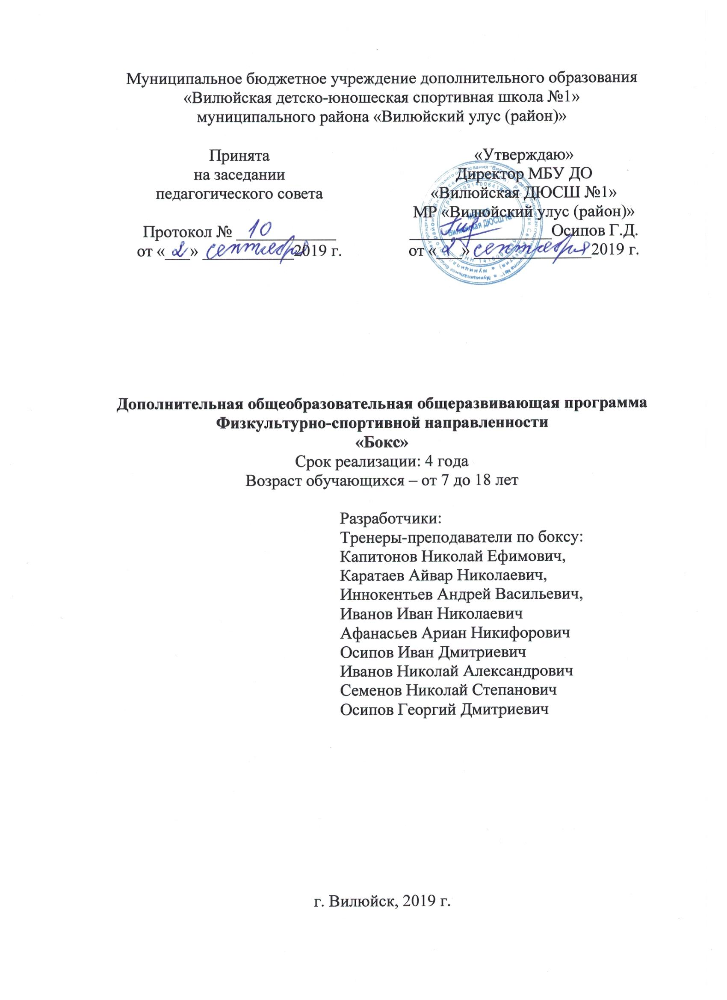 Муниципальное бюджетное учреждение дополнительного образования
«Вилюйская детско-юношеская спортивная школа №1»
муниципального района «Вилюйский улус (район)»
Принята
на заседании
педагогического совета
Протокол № 10
от «2» сентября 2019 г.
«Утверждаю»
Директор МБУ ДО
«Вилюйская ДЮСШ №1»
МР «Вилюйский улус (район)»
Осипов Г.Д.
от «2» сентября 2019 г.
"Вилюйская ДЮСШ №1"
Дополнительная общеобразовательная общеразвивающая программа
Физкультурно-спортивной направленности
«Бокс»
Срок реализации: 4 года
Возраст обучающихся – от 7 до 18 лет
Разработчики:
Тренеры-преподаватели по боксу:
Капитонов Николай Ефимович,
Каратаев Айвар Николаевич,
Иннокентьев Андрей Васильевич,
Иванов Иван Николаевич
Афанасьев Ариан Никифорович
Осипов Иван Дмитриевич
Иванов Николай Александрович
Семенов Николай Степанович
Осипов Георгий Дмитриевич
г. Вилюйск, 2019 г.